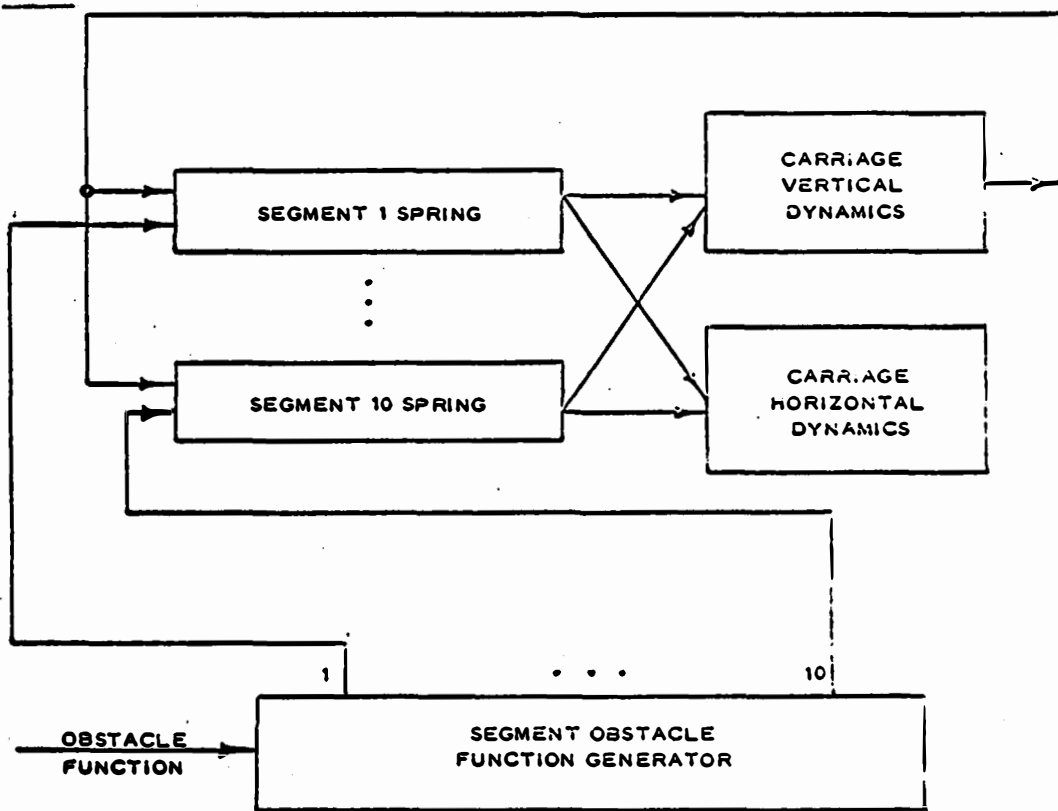 CARRIAGE
VERTICAL
DYNAMICS
SEGMENT 1 SPRING
SEGMENT 10 SPRING
CARRIAGE
HORIZONTAL
DYNAMICS
1
. . .
10
OBSTACLE
FUNCTION
SEGMENT OBSTACLE
FUNCTION GENERATOR